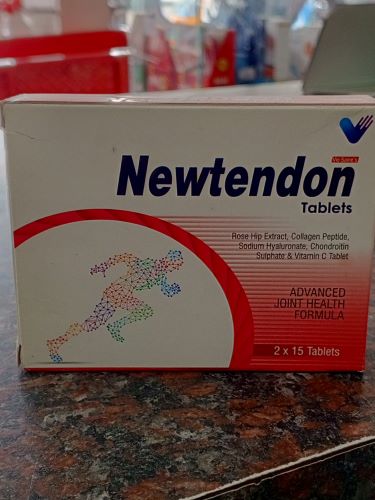 Newtendon
Tablets
Rose Hip Extract, Collagen Peptide,
Sodium Hyaluronate, Chondroitin
Sulphate & Vitamin C Tablet
ADVANCED
JOINT HEALTH
FORMULA
2 x 15 Tablets